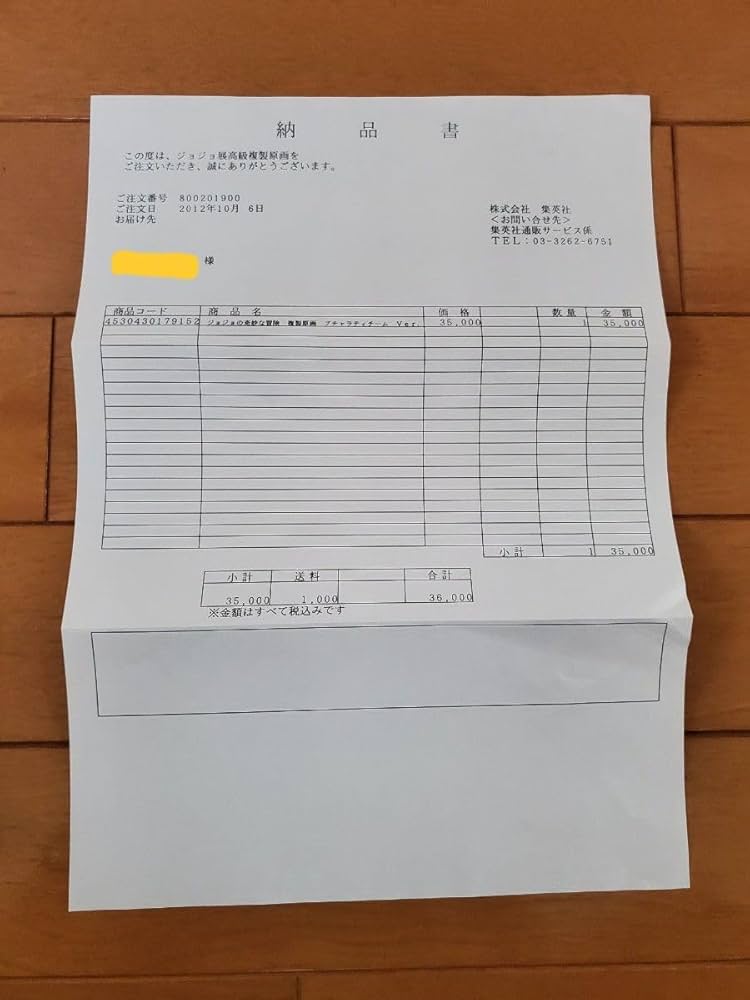 納品書
この度は、ジョジョ展高級複製原画を
ご注文いただき、誠にありがとうございます。
ご注文番号 800201900
ご注文日 2012年10月 6日
お届け先
様
株式会社 集英社
<お問い合せ先>
集英社通販サービス係
TEL:03-3262-6751
商品コード 商品名 価格 数量 金額
4530430179152 ジョジョの奇妙な冒険 複製原画 ブチャラティチーム Ver. 35,000 1 35,000
小計 1 35,000
小計 送料 合計
35,000 1,000 36,000
※金額はすべて税込みです